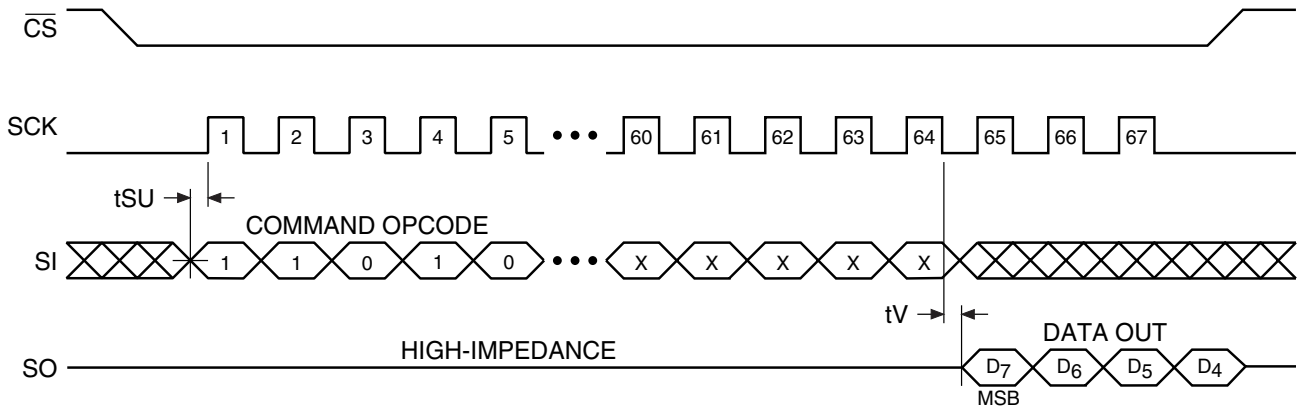 CS
SCK 1 2 3 4 5 ••• 60 61 62 63 64 65 66 67
tSU
COMMAND OPCODE
SI 1 1 0 1 0 ••• X X X X X
tV
HIGH-IMPEDANCE DATA OUT
SO D7 D6 D5 D4
MSB